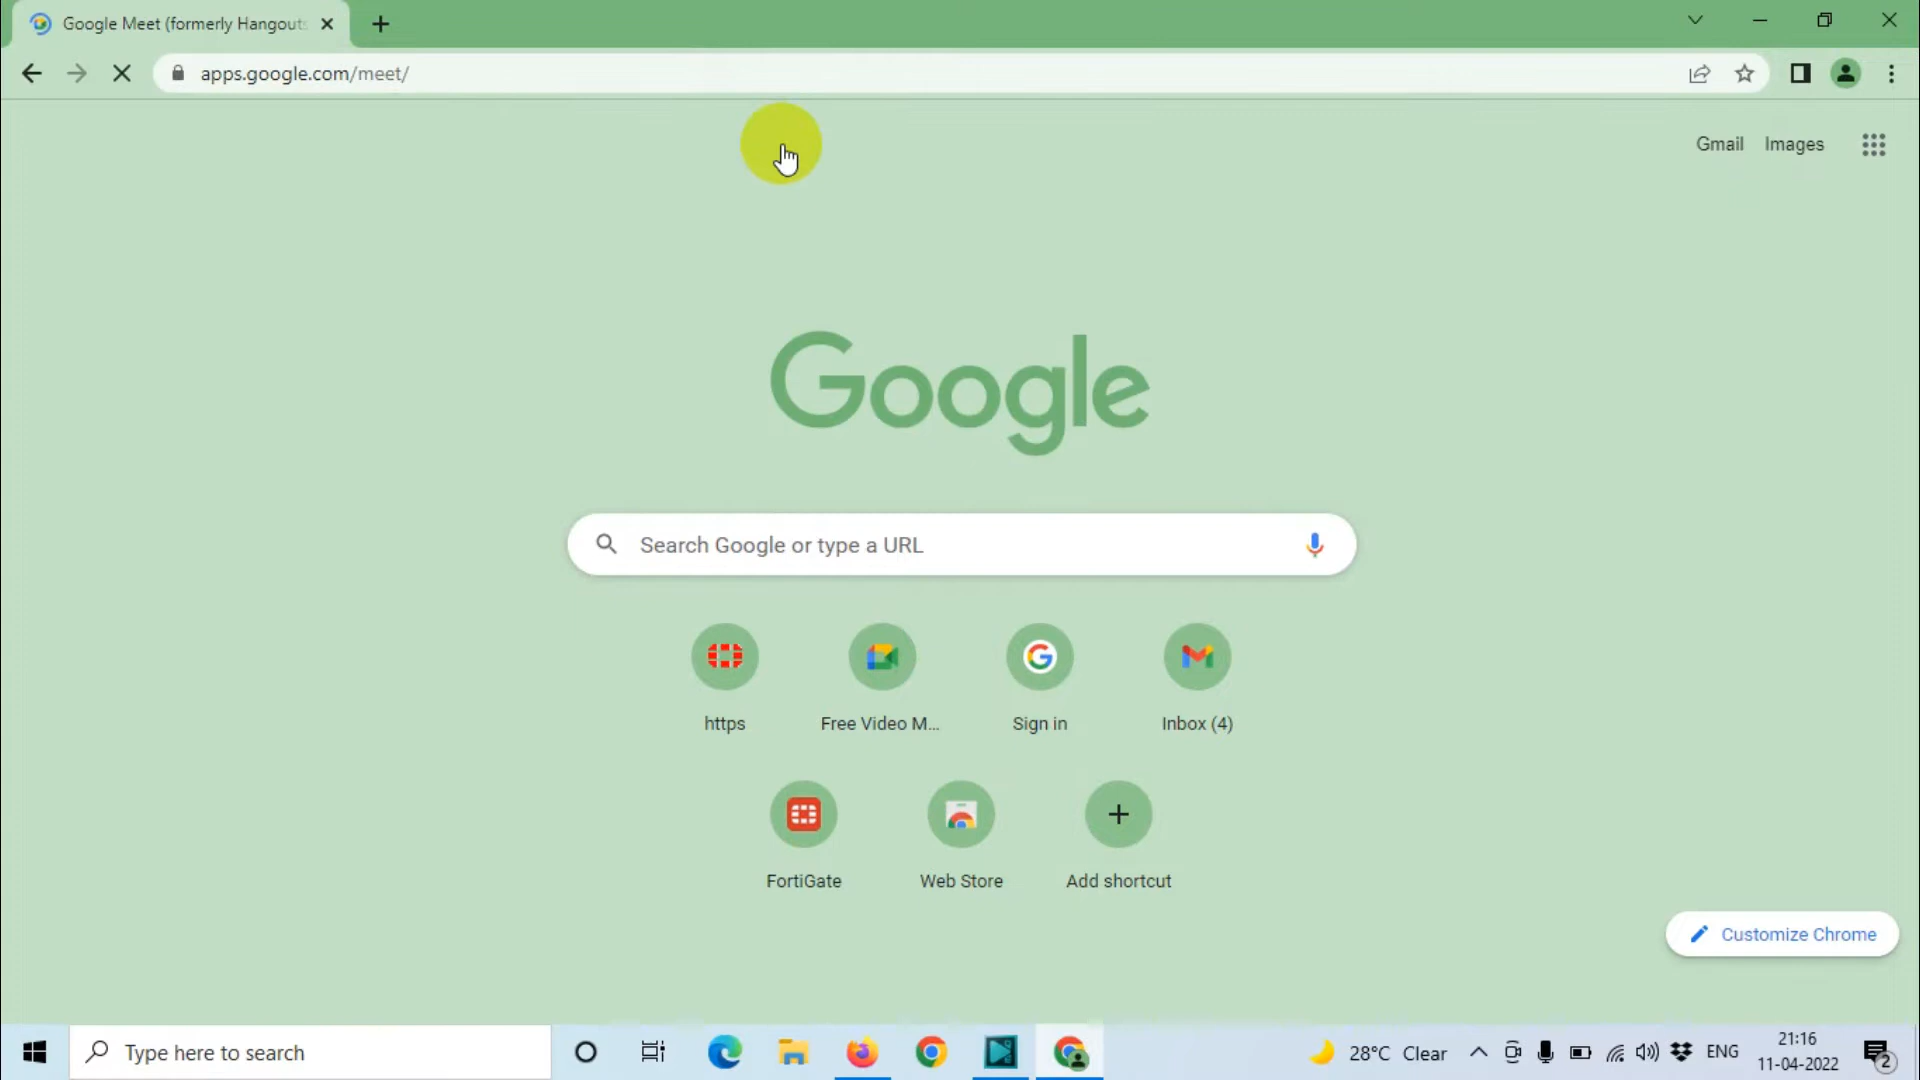 Google Meet (formerly Hangouts
apps.google.com/meet/
Gmail Images
Google
Search Google or type a URL
https Free Video M... Sign in Inbox (4)
FortiGate Web Store Add shortcut
Customize Chrome
Type here to search
28°C Clear
ENG
21:16
11-04-2022
2